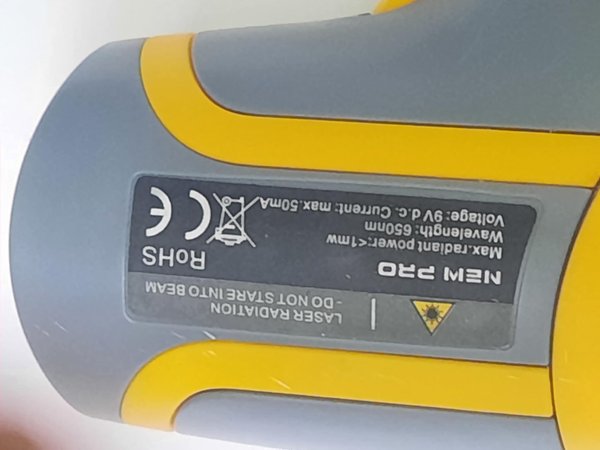 LASER RADIATION
- DO NOT STARE INTO BEAM
NEW PRO
RoHS
Max.radiant power:<1mw
Wavelength: 650nm
Voltage: 9V d.c. Current: max.50mA
CE